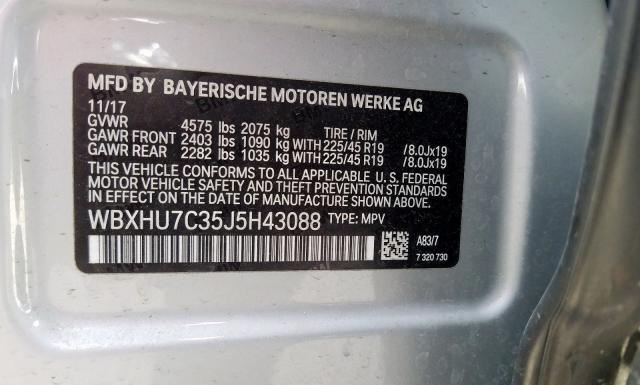 MFD BY BAYERISCHE MOTOREN WERKE AG
11/17
GVWR 4575 lbs 2075 kg TIRE / RIM
GAWR FRONT 2403 lbs 1090 kg WITH 225/45 R19 /8.0Jx19
GAWR REAR 2282 lbs 1035 kg WITH 225/45 R19 /8.0Jx19
THIS VEHICLE CONFORMS TO ALL APPLICABLE U. S. FEDERAL
MOTOR VEHICLE SAFETY AND THEFT PREVENTION STANDARDS
IN EFFECT ON THE DATE OF MANUFACTURE SHOWN ABOVE.
WBXHU7C35J5H43088 TYPE: MPV
A83/7
7 320 730